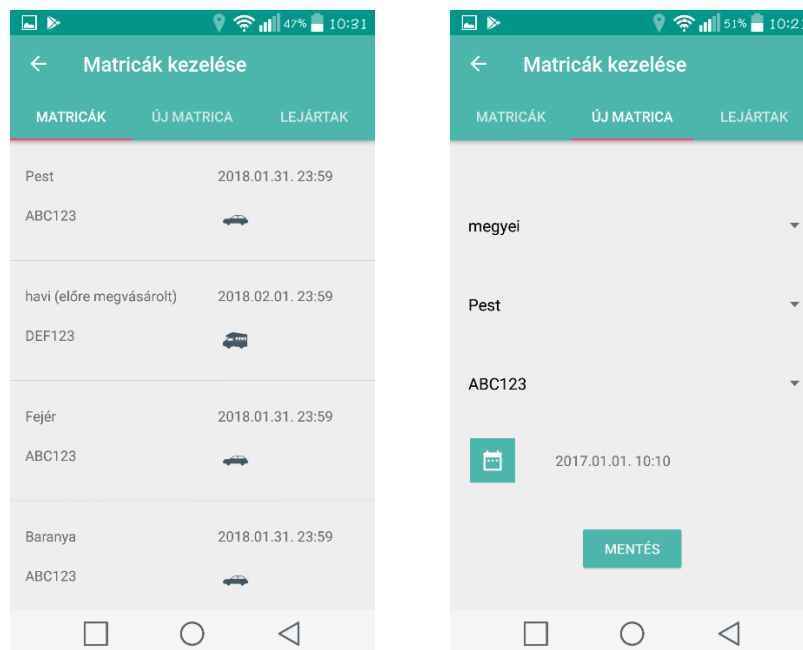 47% 10:31
Matricák kezelése
MATRICÁK ÚJ MATRICA LEJÁRTAK
Pest 2018.01.31. 23:59
ABC123
havi (előre megvásárolt) 2018.02.01. 23:59
DEF123
Fejér 2018.01.31. 23:59
ABC123
Baranya 2018.01.31. 23:59
ABC123
51% 10:21
Matricák kezelése
MATRICÁK ÚJ MATRICA LEJÁRTAK
megyei
Pest
ABC123
2017.01.01. 10:10
MENTÉS